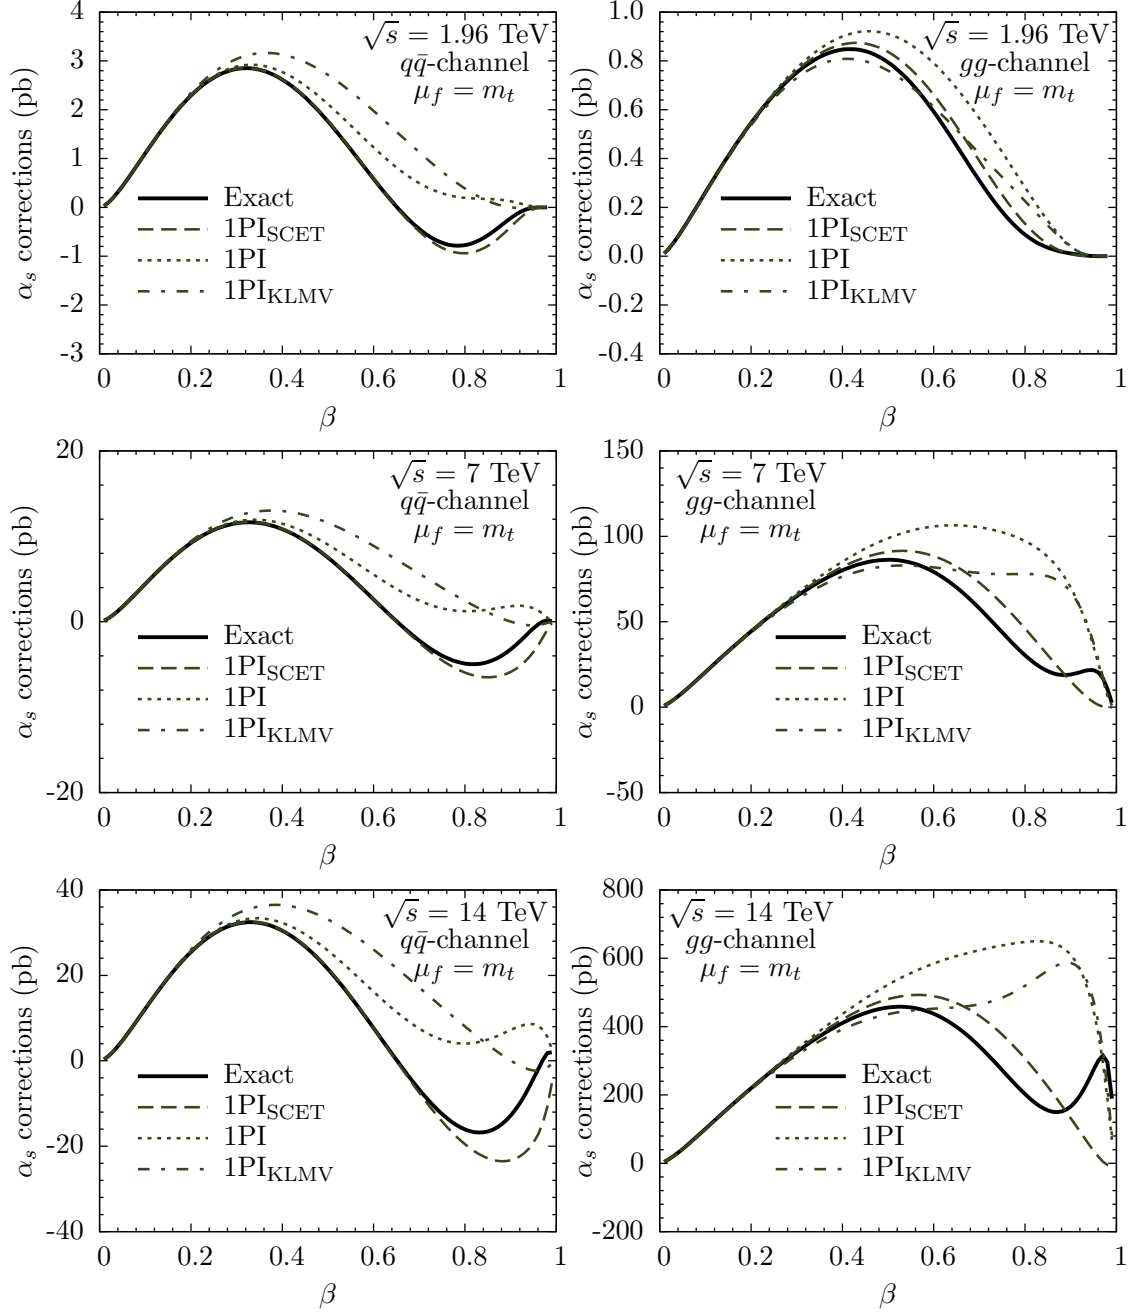 4
3
2
1
0
-1
2
-3
αs corrections (pb)
√s = 1.96 TeV
qq̄-channel
μf = mt
Exact
1PISCET
1PI
1PIKLMV
0 0.2 0.4 0.6 0.8 1
β
1.0
0.8
0.6
0.4
0.2
0.0
0.2
-0.4
αs corrections (pb)
√s = 1.96 TeV
gg-channel
μf = mt
Exact
1PISCET
1PI
1PIKLMV
0 0.2 0.4 0.6 0.8 1
β
20
0
-20
αs corrections (pb)
√s = 7 TeV
qq̄-channel
μf = mt
Exact
1PISCET
1PI
1PIKLMV
0 0.2 0.4 0.6 0.8 1
β
150
100
50
0
-50
αs corrections (pb)
√s = 7 TeV
gg-channel
μf = mt
Exact
1PISCET
1PI
1PIKLMV
0 0.2 0.4 0.6 0.8 1
β
40
20
0
-20
-40
αs corrections (pb)
√s = 14 TeV
qq̄-channel
μf = mt
Exact
1PISCET
1PI
1PIKLMV
0 0.2 0.4 0.6 0.8 1
β
800
600
400
200
0
-200
αs corrections (pb)
√s = 14 TeV
gg-channel
μf = mt
Exact
1PISCET
1PI
1PIKLMV
0 0.2 0.4 0.6 0.8 1
β